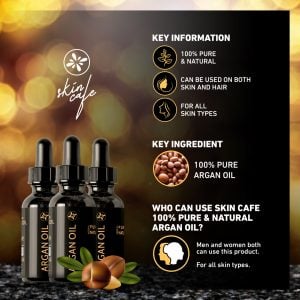 skin
cafe
KEY INFORMATION
100% PURE
& NATURAL
CAN BE USED ON BOTH
SKIN AND HAIR
FOR ALL
SKIN TYPES
KEY INGREDIENT
100% PURE
ARGAN OIL
WHO CAN USE SKIN CAFE
100% PURE & NATURAL
ARGAN OIL?
Men and women both
can use this product.
For all skin types.
ARGAN OIL
ARGAN OIL